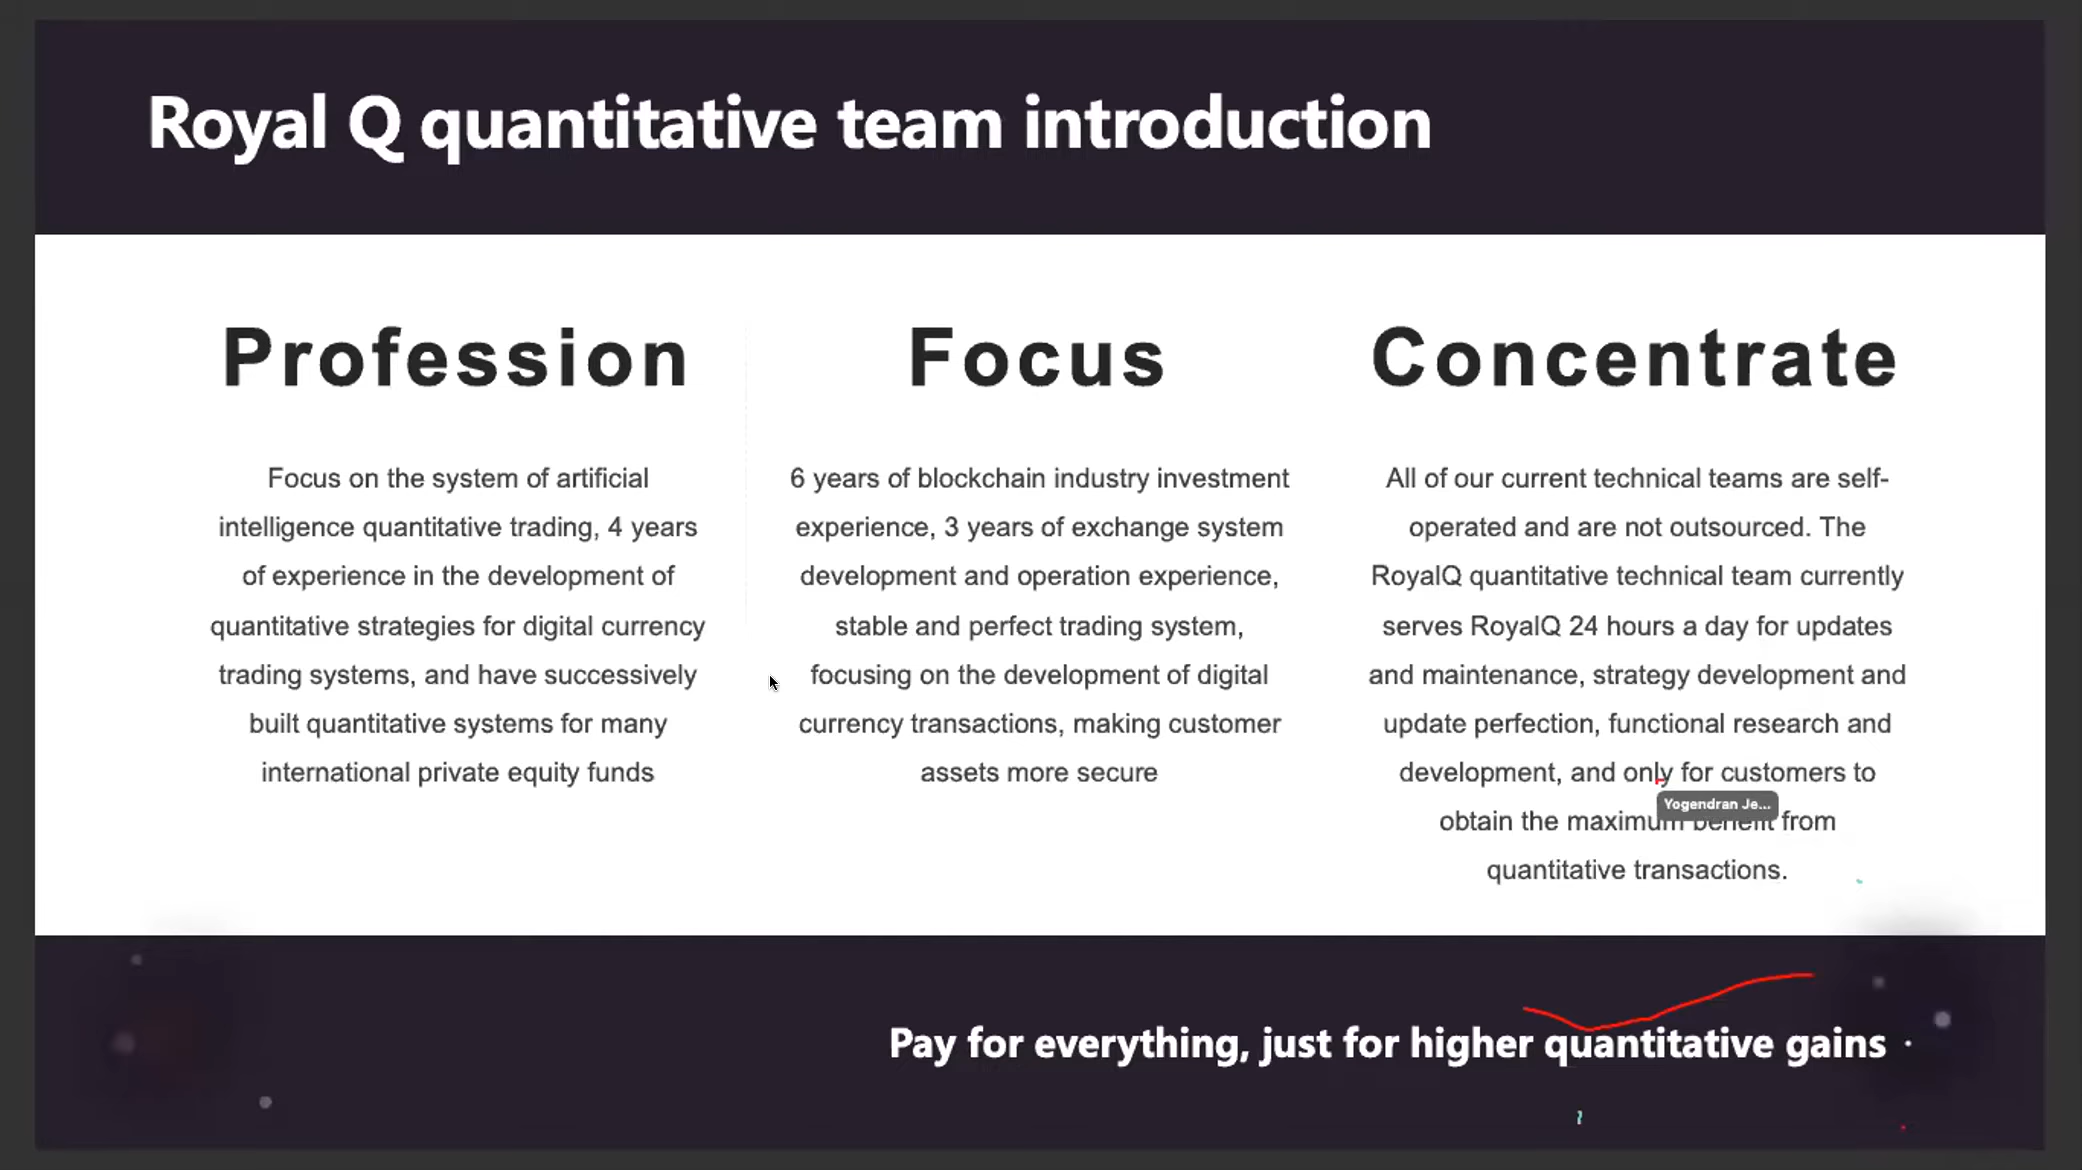 Royal Q quantitative team introduction
Profession
Focus on the system of artificial
intelligence quantitative trading, 4 years
of experience in the development of
quantitative strategies for digital currency
trading systems, and have successively
built quantitative systems for many
international private equity funds
Focus
6 years of blockchain industry investment
experience, 3 years of exchange system
development and operation experience,
stable and perfect trading system,
focusing on the development of digital
currency transactions, making customer
assets more secure
Concentrate
All of our current technical teams are self-
operated and are not outsourced. The
RoyalQ quantitative technical team currently
serves RoyalQ 24 hours a day for updates
and maintenance, strategy development and
update perfection, functional research and
development, and only for customers to
Yogendran Je...
obtain the maximum benefit from
quantitative transactions.
Pay for everything, just for higher quantitative gains